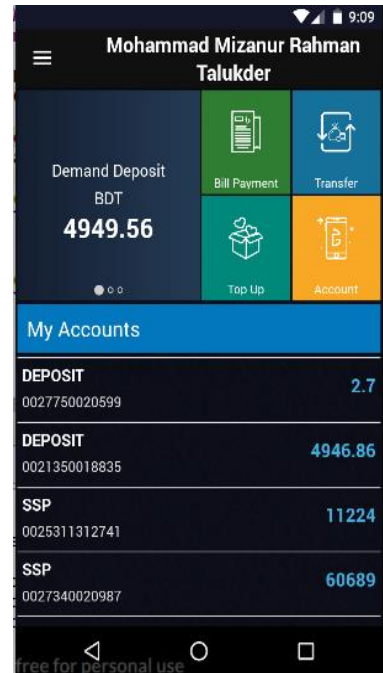 9:09
Mohammad Mizanur Rahman
Talukder
Demand Deposit
BDT
4949.56
Bill Payment
Transfer
Top Up
Account
My Accounts
DEPOSIT
2.7
0027750020599
DEPOSIT
4946.86
0021350018835
SSP
11224
0025311312741
SSP
60689
0027340020987
free for personal use